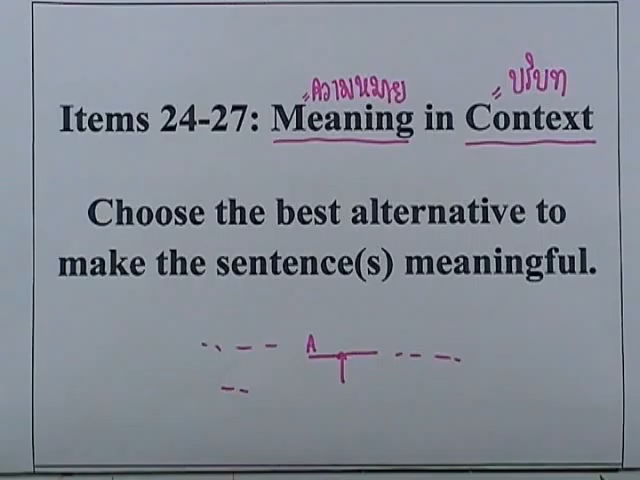 ความหมาย บริบท
Items 24-27: Meaning in Context
Choose the best alternative to
make the sentence(s) meaningful.
A